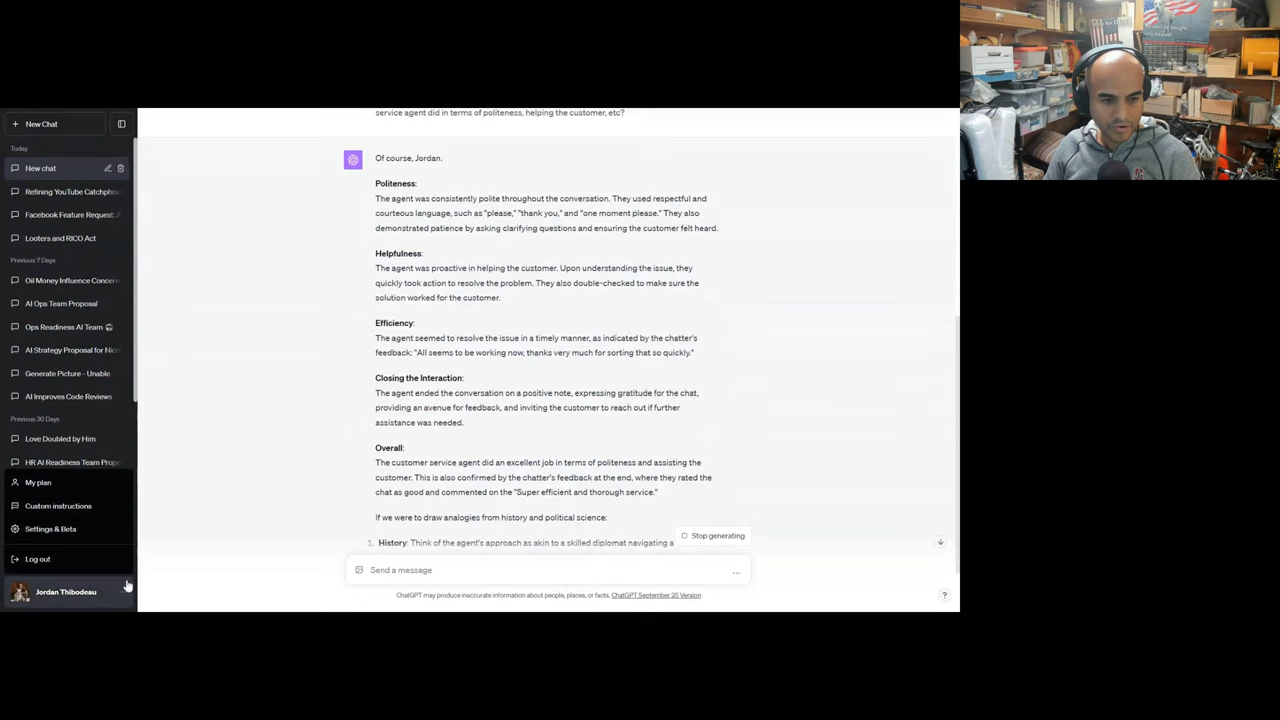 service agent did in terms of politeness, helping the customer, etc?
New Chat
Today
New chat
Refining YouTube Catchphra
Facebook Feature Request: A
Looters and RICO Act
Previous 7 Days
Oil Money Influence Concern
AI Ops Team Proposal
Ops Readiness AI Team
AI Strategy Proposal for Nico
Generate Picture - Unable
AI Improves Code Reviews
Previous 30 Days
Love Doubled by Him
HR AI Readiness Team Propo
My plan
Custom instructions
Settings & Beta
Log out
Jordan Thibodeau
Of course, Jordan.
Politeness:
The agent was consistently polite throughout the conversation. They used respectful and
courteous language, such as "please," "thank you," and "one moment please." They also
demonstrated patience by asking clarifying questions and ensuring the customer felt heard.
Helpfulness:
The agent was proactive in helping the customer. Upon understanding the issue, they
quickly took action to resolve the problem. They also double-checked to make sure the
solution worked for the customer.
Efficiency:
The agent seemed to resolve the issue in a timely manner, as indicated by the chatter's
feedback: "All seems to be working now, thanks very much for sorting that so quickly."
Closing the Interaction:
The agent ended the conversation on a positive note, expressing gratitude for the chat,
providing an avenue for feedback, and inviting the customer to reach out if further
assistance was needed.
Overall:
The customer service agent did an excellent job in terms of politeness and assisting the
customer. This is also confirmed by the chatter's feedback at the end, where they rated the
chat as good and commented on the "Super efficient and thorough service."
If we were to draw analogies from history and political science:
1. History: Think of the agent's approach as akin to a skilled diplomat navigating a
Stop generating
Send a message
...
ChatGPT may produce inaccurate information about people, places, or facts. ChatGPT September 25 Version
?